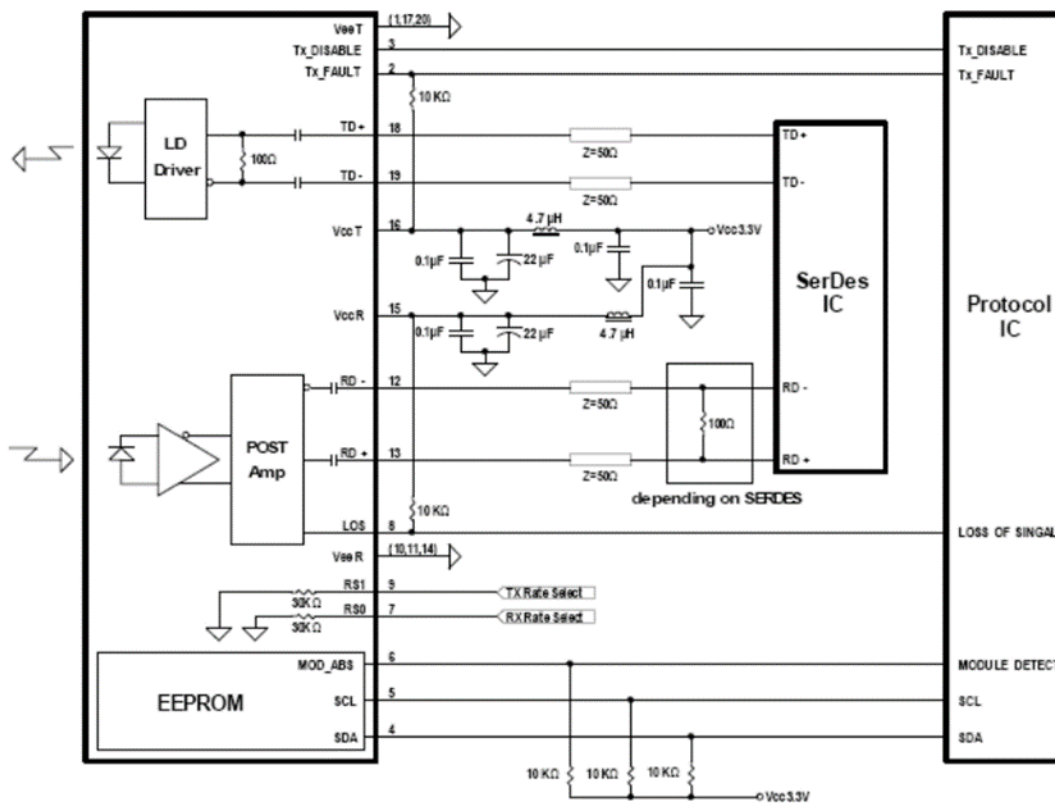 VeeT (1,17,20)
Tx_DISABLE 3 Tx_DISABLE
Tx_FAULT 2 Tx_FAULT
10 KΩ
LD Driver
100Ω
TD+ 18 Z=50Ω TD+
TD- 19 Z=50Ω TD-
VccT 16 4.7 µH Vcc3.3V
0.1µF 22 µF 0.1µF 0.1µF
SerDes IC
Protocol IC
VccR 15 4.7 µH
0.1µF 22 µF
RD - 12 Z=50Ω RD -
POST Amp
100Ω
RD + 13 Z=50Ω RD +
depending on SERDES
10 KΩ
LOS 8 LOSS OF SINGAL
VeeR (10,11,14)
RS1 9 TX Rate Select
30KΩ
RS0 7 RX Rate Select
30KΩ
MOD_ABS 6 MODULE DETECT
EEPROM
SCL 5 SCL
SDA 4 SDA
10 KΩ 10 KΩ 10 KΩ
Vcc3.3V